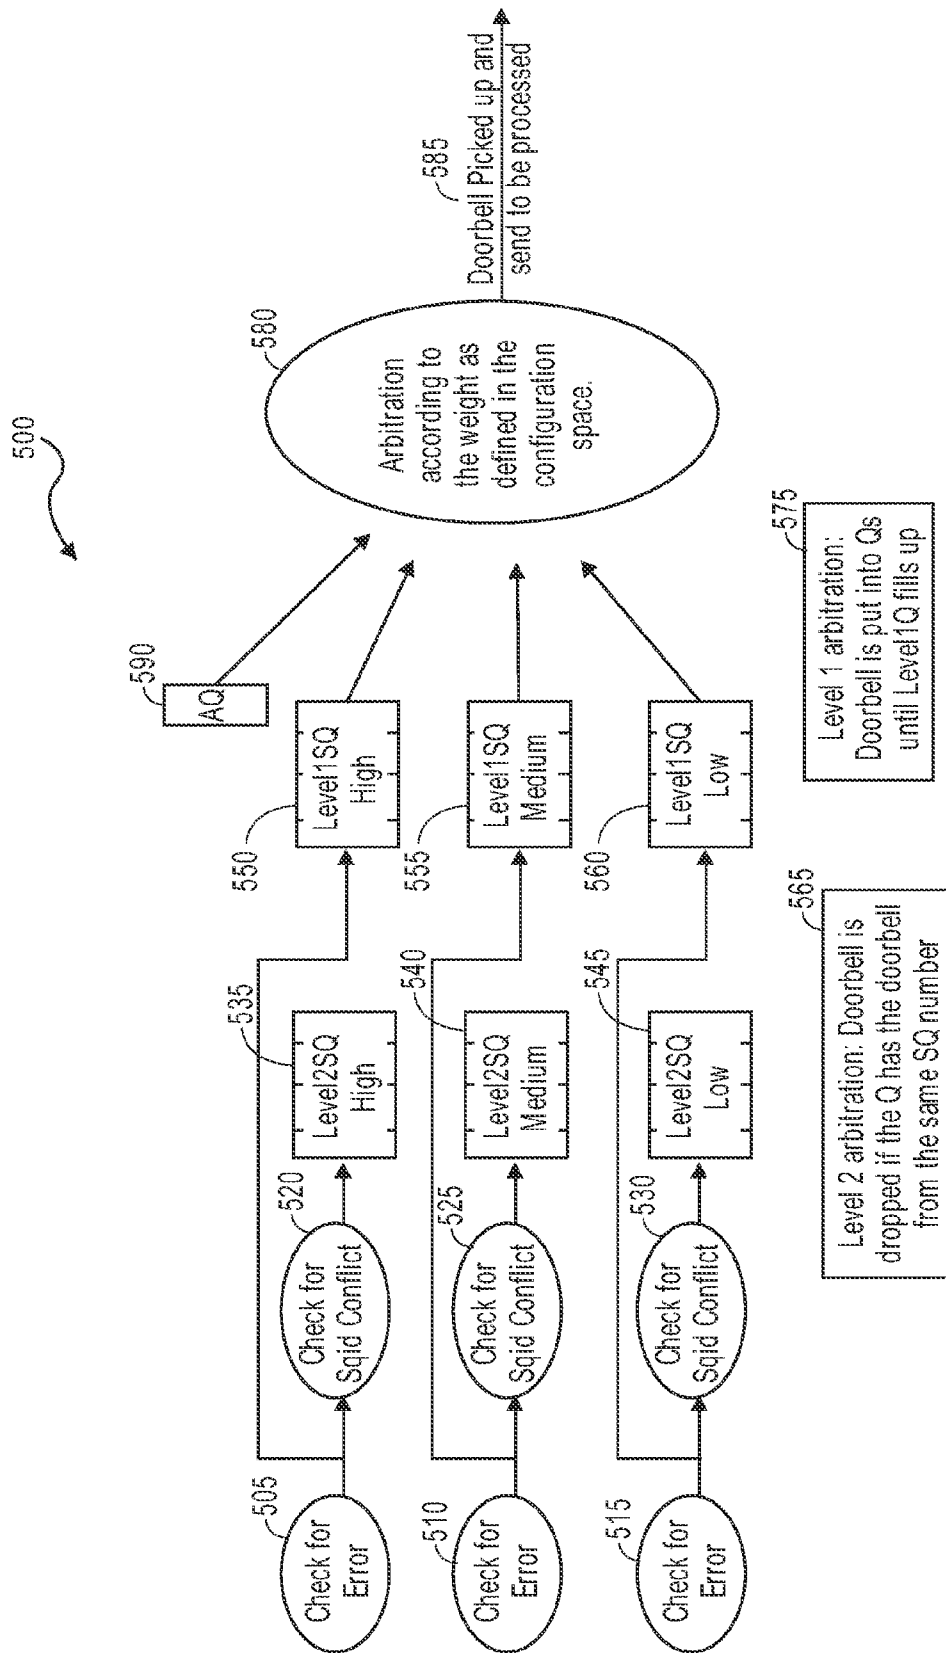 500
505
Check for
Error
520
Check for
Sqid Conflict
535
Level2SQ
High
550
Level1SQ
High
590
AQ
510
Check for
Error
525
Check for
Sqid Conflict
540
Level2SQ
Medium
555
Level1SQ
Medium
515
Check for
Error
530
Check for
Sqid Conflict
545
Level2SQ
Low
560
Level1SQ
Low
580
Arbitration
according to
the weight as
defined in the
configuration
space.
585
Doorbell Picked up and
send to be processed
565
Level 2 arbitration: Doorbell is
dropped if the Q has the doorbell
from the same SQ number
575
Level 1 arbitration:
Doorbell is put into Qs
until Level1Q fills up